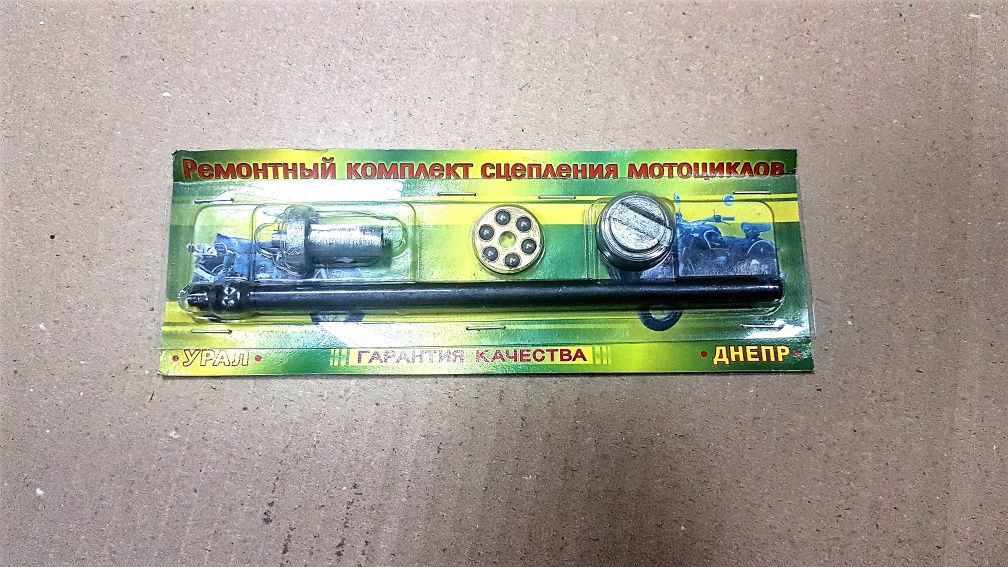 Ремонтный комплект сцепления мотоциклов
• УРАЛ • ГАРАНТИЯ КАЧЕСТВА • ДНЕПР •